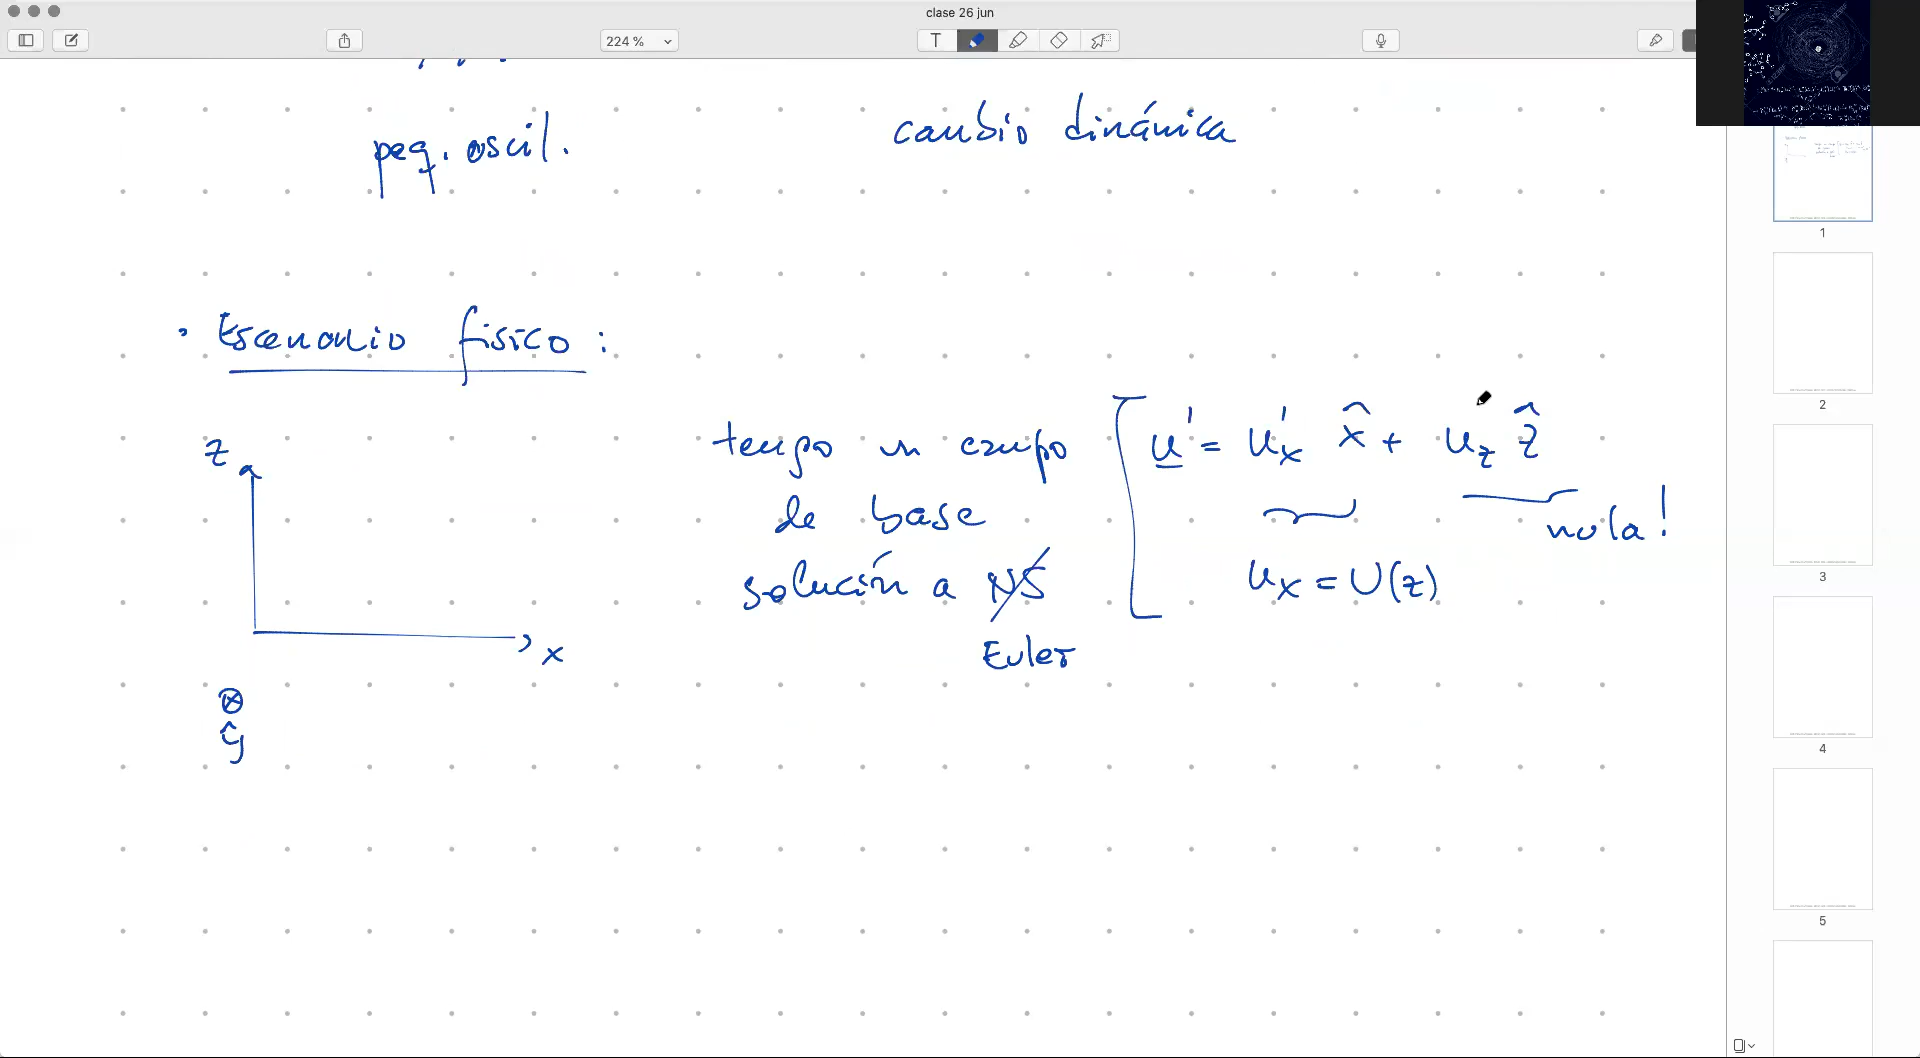 clase 26 jun
224 %
T
peq. oscil.
cambio dinámica
· Escenario físico:
z
x
ŷ
tengo un campo
de base
solución a NS
Euler
u' = u'x x̂ + uz ẑ
nula!
ux = U(z)
1
2
3
4
5